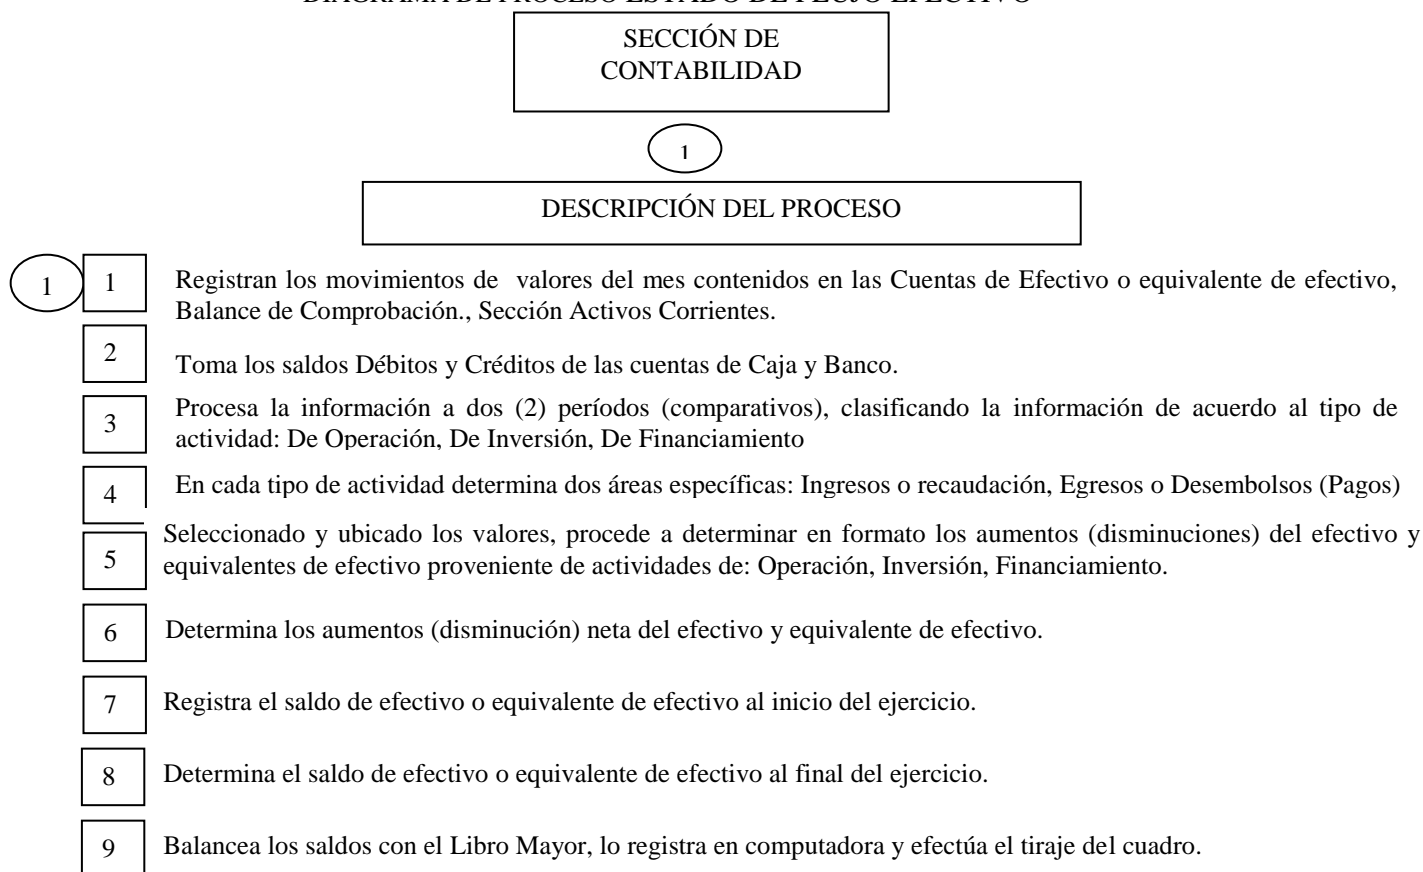 DIAGRAMA DE PROCESO ESTADO DE FLUJO EFECTIVO
SECCIÓN DE
CONTABILIDAD
1
DESCRIPCIÓN DEL PROCESO
1 1 Registran los movimientos de valores del mes contenidos en las Cuentas de Efectivo o equivalente de efectivo,
Balance de Comprobación., Sección Activos Corrientes.
2 Toma los saldos Débitos y Créditos de las cuentas de Caja y Banco.
3 Procesa la información a dos (2) períodos (comparativos), clasificando la información de acuerdo al tipo de
actividad: De Operación, De Inversión, De Financiamiento
4 En cada tipo de actividad determina dos áreas específicas: Ingresos o recaudación, Egresos o Desembolsos (Pagos)
5 Seleccionado y ubicado los valores, procede a determinar en formato los aumentos (disminuciones) del efectivo y
equivalentes de efectivo proveniente de actividades de: Operación, Inversión, Financiamiento.
6 Determina los aumentos (disminución) neta del efectivo y equivalente de efectivo.
7 Registra el saldo de efectivo o equivalente de efectivo al inicio del ejercicio.
8 Determina el saldo de efectivo o equivalente de efectivo al final del ejercicio.
9 Balancea los saldos con el Libro Mayor, lo registra en computadora y efectúa el tiraje del cuadro.